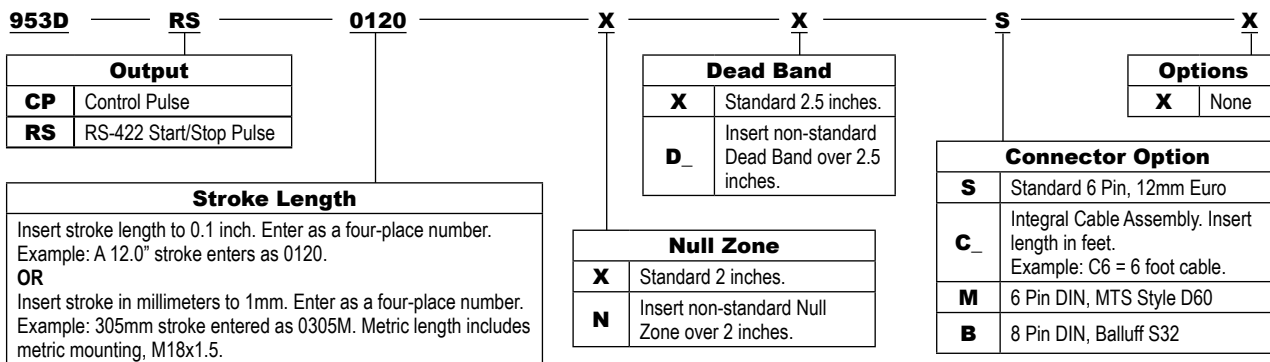 953D RS 0120 X X S X
Output
CP Control Pulse
RS RS-422 Start/Stop Pulse
Stroke Length
Insert stroke length to 0.1 inch. Enter as a four-place number.
Example: A 12.0” stroke enters as 0120.
OR
Insert stroke in millimeters to 1mm. Enter as a four-place number.
Example: 305mm stroke entered as 0305M. Metric length includes
metric mounting, M18x1.5.
Null Zone
X Standard 2 inches.
N Insert non-standard Null
Zone over 2 inches.
Dead Band
X Standard 2.5 inches.
D_ Insert non-standard
Dead Band over 2.5
inches.
Connector Option
S Standard 6 Pin, 12mm Euro
C_ Integral Cable Assembly. Insert
length in feet.
Example: C6 = 6 foot cable.
M 6 Pin DIN, MTS Style D60
B 8 Pin DIN, Balluff S32
Options
X None